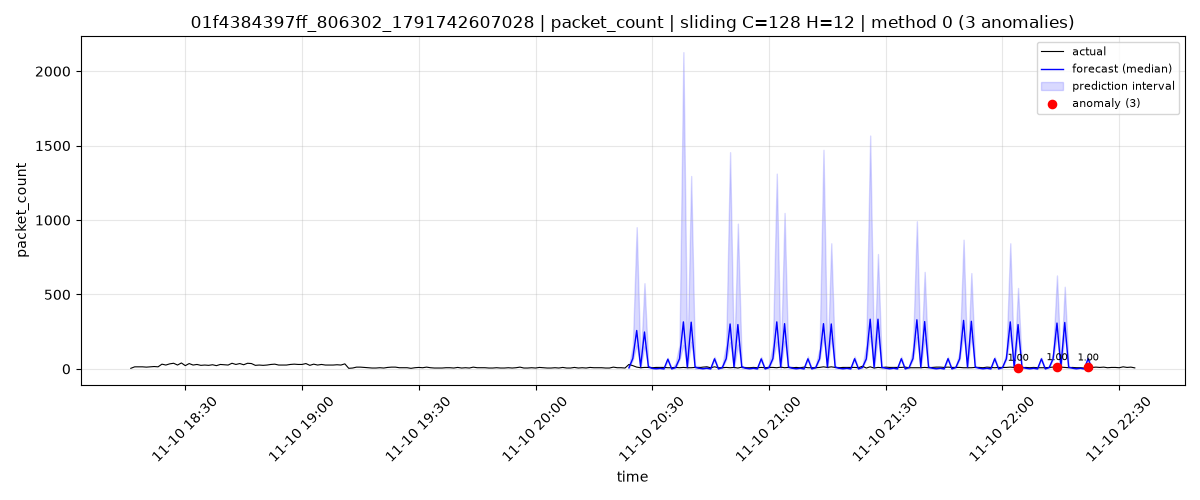 01f4384397ff_806302_1791742607028 | packet_count | sliding C=128 H=12 | method 0 (3 anomalies)
actual
forecast (median)
prediction interval
anomaly (3)
packet_count
2000
1500
1000
500
0
1.00 1.00 1.00
11-10 18:30
11-10 19:00
11-10 19:30
11-10 20:00
11-10 20:30
11-10 21:00
11-10 21:30
11-10 22:00
11-10 22:30
time